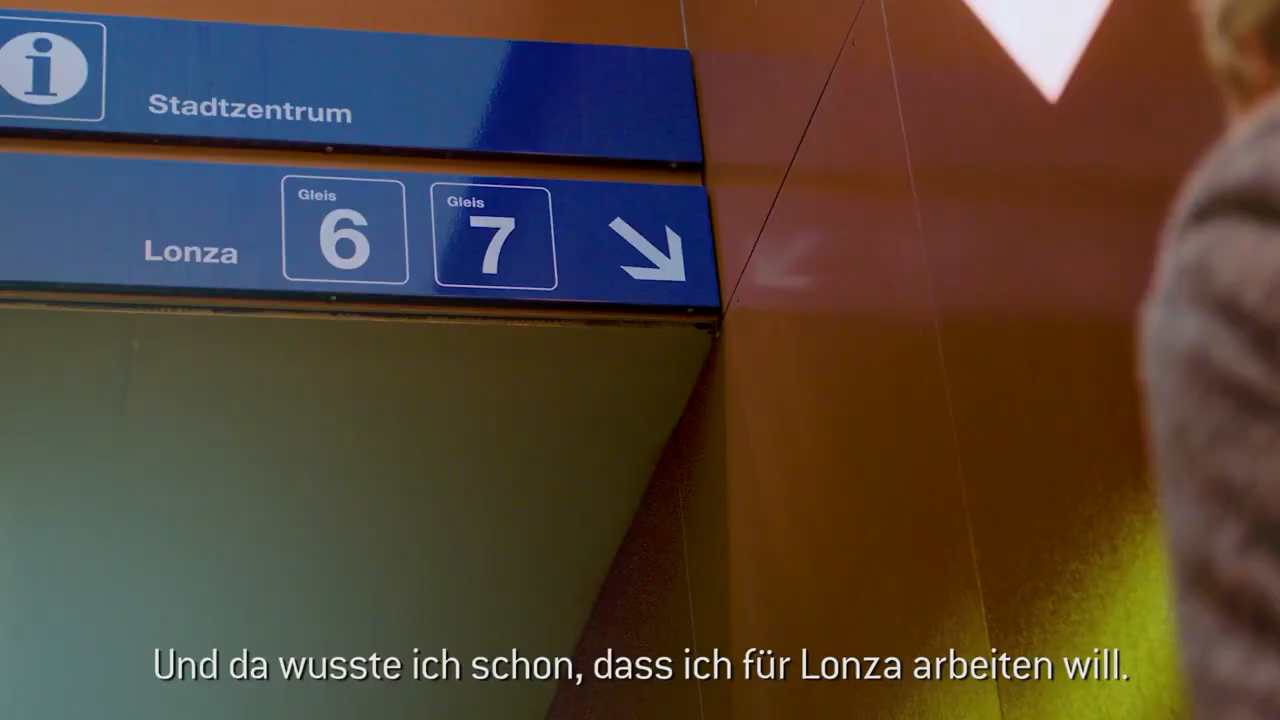 i
Stadtzentrum
Gleis Gleis
Lonza 6 7
Und da wusste ich schon, dass ich für Lonza arbeiten will.